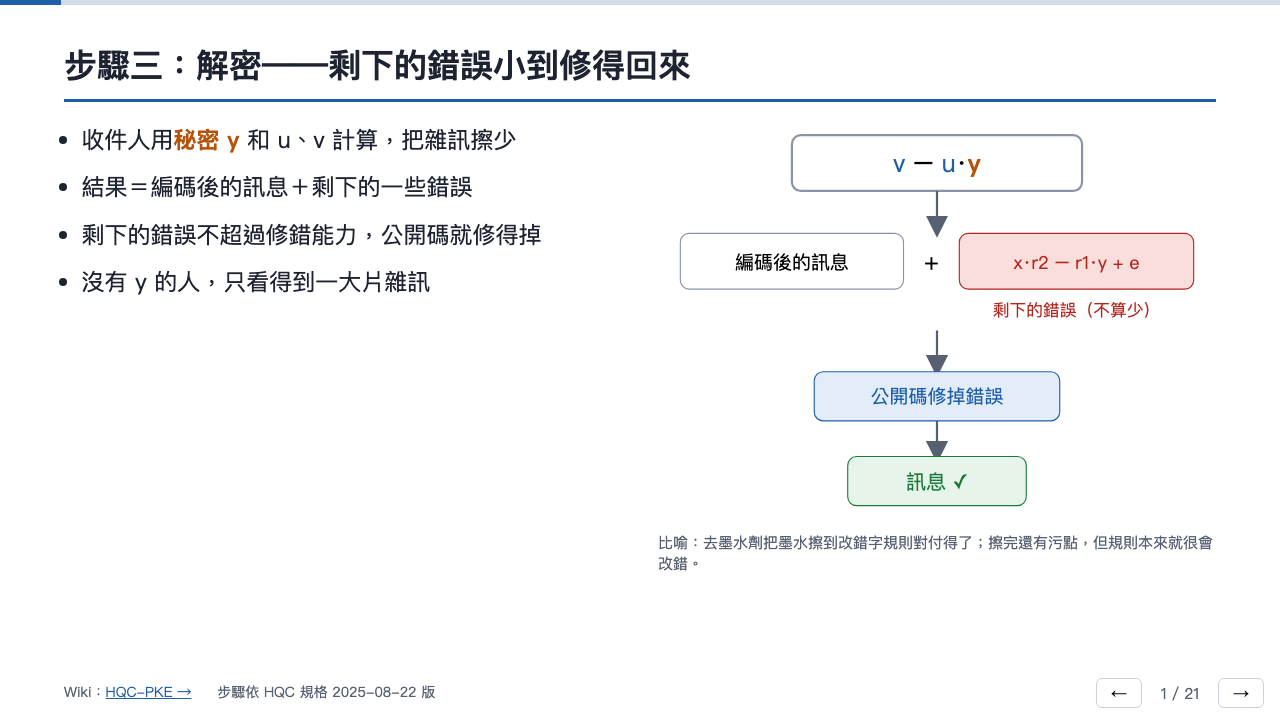 步驟三：解密——剩下的錯誤小到修得回來
• 收件人用秘密 y 和 u、v 計算，把雜訊擦少
• 結果＝編碼後的訊息＋剩下的一些錯誤
• 剩下的錯誤不超過修錯能力，公開碼就修得掉
• 沒有 y 的人，只看得到一大片雜訊
v − u·y
編碼後的訊息 + x·r2 − r1·y + e
剩下的錯誤（不算少）
公開碼修掉錯誤
訊息 ✓
比喻：去墨水劑把墨水擦到改錯字規則對付得了；擦完還有污點，但規則本來就很會
改錯。
Wiki：HQC-PKE → 步驟依 HQC 規格 2025-08-22 版
← 1 / 21 →